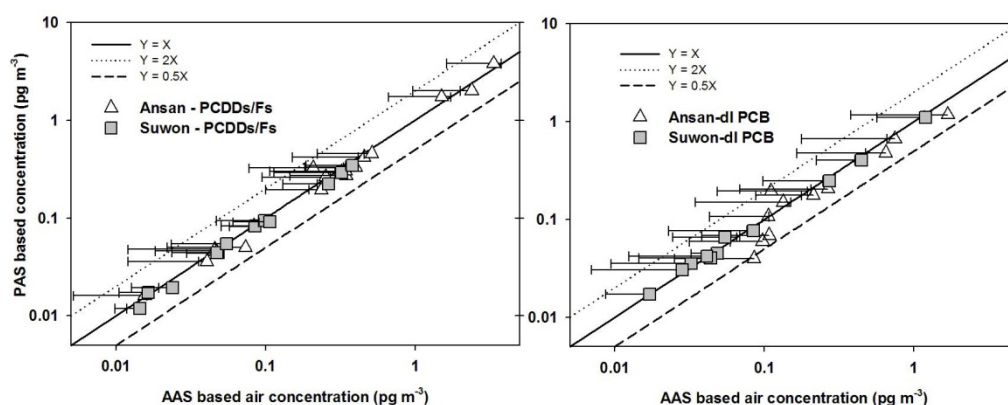 10
1
0.1
0.01
PAS based concentration (pg m⁻³)
Y = X
Y = 2X
Y = 0.5X
Ansan - PCDDs/Fs
Suwon - PCDDs/Fs
0.01
0.1
1
AAS based air concentration (pg m⁻³)
10
1
0.1
0.01
Y = X
Y = 2X
Y = 0.5X
Ansan-dl PCB
Suwon-dl PCB
0.01
0.1
1
AAS based air concentration (pg m⁻³)